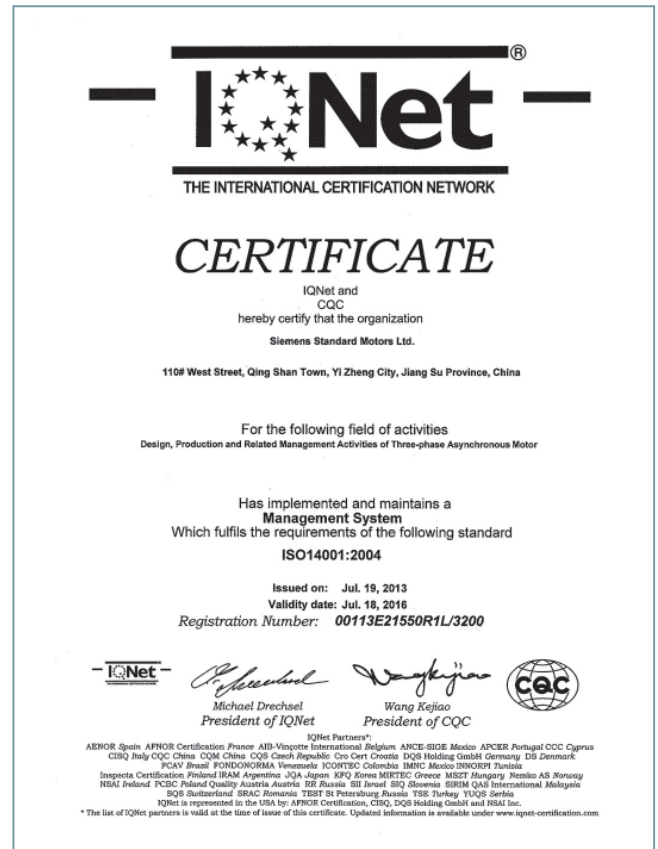 IQNet ®
THE INTERNATIONAL CERTIFICATION NETWORK
CERTIFICATE
IQNet and
CQC
hereby certify that the organization
Siemens Standard Motors Ltd.
110# West Street, Qing Shan Town, Yi Zheng City, Jiang Su Province, China
For the following field of activities
Design, Production and Related Management Activities of Three-phase Asynchronous Motor
Has implemented and maintains a
Management System
Which fulfils the requirements of the following standard
ISO14001:2004
Issued on: Jul. 19, 2013
Validity date: Jul. 18, 2016
Registration Number: 00113E21550R1L/3200
IQNet
CQC
Michael Drechsel
Wang Kejiao
President of IQNet
President of CQC
IQNet Partners*:
AENOR Spain AFNOR Certification France AIB-Vinçotte International Belgium ANCE-SIGE Mexico APCER Portugal CCC Cyprus
CISQ Italy CQC China CQM China CQS Czech Republic Cro Cert Croatia DQS Holding GmbH Germany DS Denmark
FCAV Brazil FONDONORMA Venezuela ICONTEC Colombia IMNC Mexico INNORPI Tunisia
Inspecta Certification Finland IRAM Argentina JQA Japan KFQ Korea MIRTEC Greece MSZT Hungary Nemko AS Norway
NSAI Ireland PCBC Poland Quality Austria Austria RR Russia SII Israel SIQ Slovenia SIRIM QAS International Malaysia
SQS Switzerland SRAC Romania TEST St Petersburg Russia TSE Turkey YUQS Serbia
IQNet is represented in the USA by: AFNOR Certification, CISQ, DQS Holding GmbH and NSAI Inc.
* The list of IQNet partners is valid at the time of issue of this certificate. Updated information is available under www.iqnet-certification.com